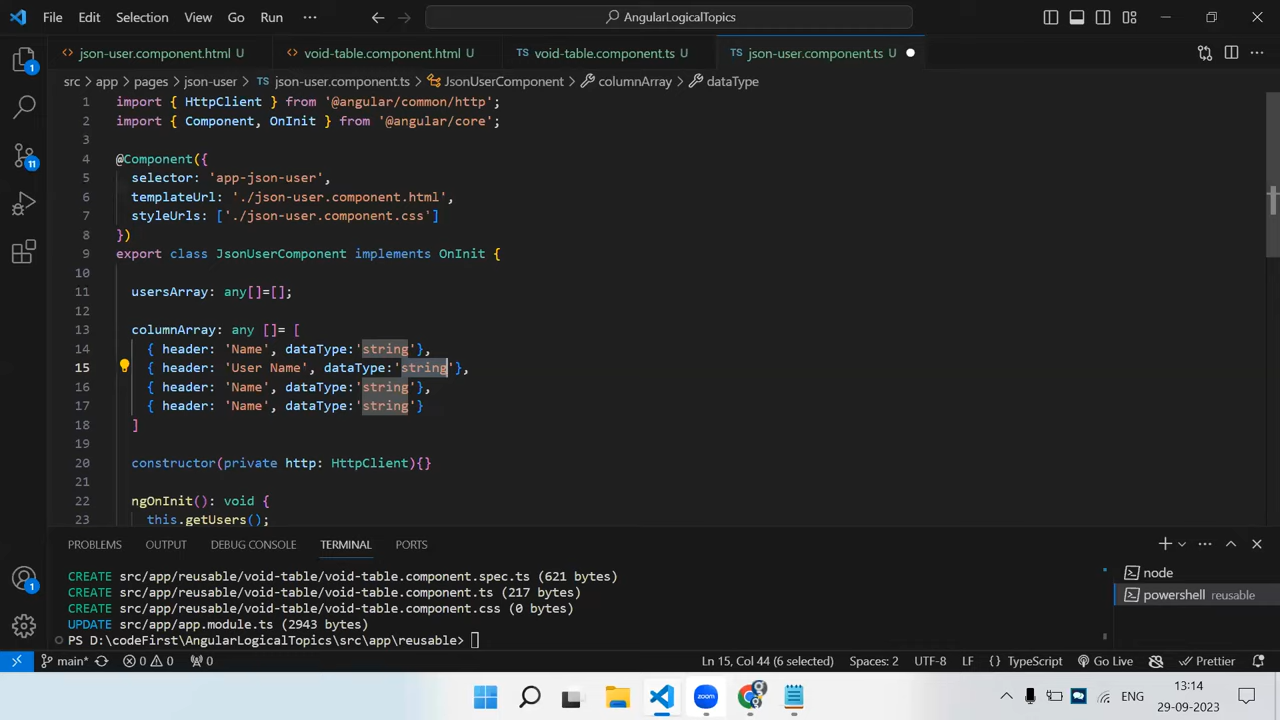 File Edit Selection View Go Run ··· AngularLogicalTopics
json-user.component.html U void-table.component.html U TS void-table.component.ts U TS json-user.component.ts U
src > app > pages > json-user > TS json-user.component.ts > JsonUserComponent > columnArray > dataType
1 import { HttpClient } from '@angular/common/http';
2 import { Component, OnInit } from '@angular/core';
3
4 @Component({
5 selector: 'app-json-user',
6 templateUrl: './json-user.component.html',
7 styleUrls: ['./json-user.component.css']
8 })
9 export class JsonUserComponent implements OnInit {
10
11 usersArray: any[]=[];
12
13 columnArray: any []= [
14 { header: 'Name', dataType:'string'},
15 { header: 'User Name', dataType:'string'},
16 { header: 'Name', dataType:'string'},
17 { header: 'Name', dataType:'string'}
18 ]
19
20 constructor(private http: HttpClient){}
21
22 ngOnInit(): void {
23 this.getUsers();
1
11
1
PROBLEMS OUTPUT DEBUG CONSOLE TERMINAL PORTS
CREATE src/app/reusable/void-table/void-table.component.spec.ts (621 bytes)
CREATE src/app/reusable/void-table/void-table.component.ts (217 bytes)
CREATE src/app/reusable/void-table/void-table.component.css (0 bytes)
UPDATE src/app/app.module.ts (2943 bytes)
PS D:\codeFirst\AngularLogicalTopics\src\app\reusable>
node
powershell reusable
main* 0 0 0 Ln 15, Col 44 (6 selected) Spaces: 2 UTF-8 LF {} TypeScript Go Live Prettier
zoom ENG 13:14
29-09-2023